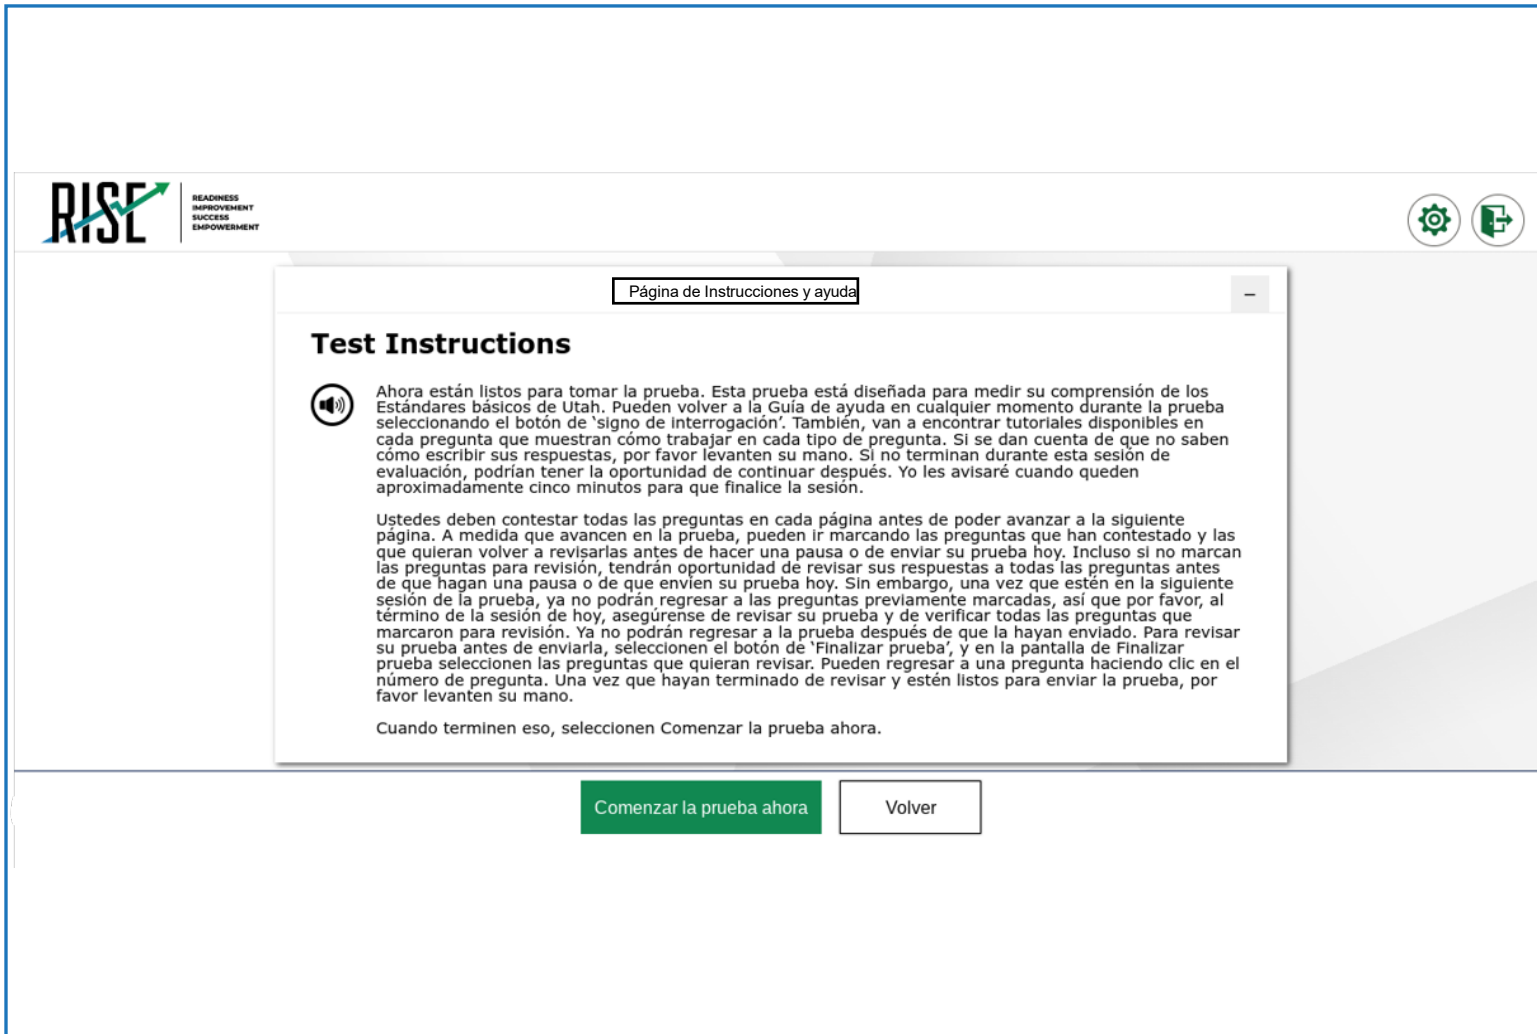 RISE
READINESS
IMPROVEMENT
SUCCESS
EMPOWERMENT
Página de Instrucciones y ayuda
–
Test Instructions
Ahora están listos para tomar la prueba. Esta prueba está diseñada para medir su comprensión de los
Estándares básicos de Utah. Pueden volver a la Guía de ayuda en cualquier momento durante la prueba
seleccionando el botón de ‘signo de interrogación’. También, van a encontrar tutoriales disponibles en
cada pregunta que muestran cómo trabajar en cada tipo de pregunta. Si se dan cuenta de que no saben
cómo escribir sus respuestas, por favor levanten su mano. Si no terminan durante esta sesión de
evaluación, podrían tener la oportunidad de continuar después. Yo les avisaré cuando queden
aproximadamente cinco minutos para que finalice la sesión.
Ustedes deben contestar todas las preguntas en cada página antes de poder avanzar a la siguiente
página. A medida que avancen en la prueba, pueden ir marcando las preguntas que han contestado y las
que quieran volver a revisarlas antes de hacer una pausa o de enviar su prueba hoy. Incluso si no marcan
las preguntas para revisión, tendrán oportunidad de revisar sus respuestas a todas las preguntas antes
de que hagan una pausa o de que envíen su prueba hoy. Sin embargo, una vez que estén en la siguiente
sesión de la prueba, ya no podrán regresar a las preguntas previamente marcadas, así que por favor, al
término de la sesión de hoy, asegúrense de revisar su prueba y de verificar todas las preguntas que
marcaron para revisión. Ya no podrán regresar a la prueba después de que la hayan enviado. Para revisar
su prueba antes de enviarla, seleccionen el botón de ‘Finalizar prueba’, y en la pantalla de Finalizar
prueba seleccionen las preguntas que quieran revisar. Pueden regresar a una pregunta haciendo clic en el
número de pregunta. Una vez que hayan terminado de revisar y estén listos para enviar la prueba, por
favor levanten su mano.
Cuando terminen eso, seleccionen Comenzar la prueba ahora.
Comenzar la prueba ahora
Volver